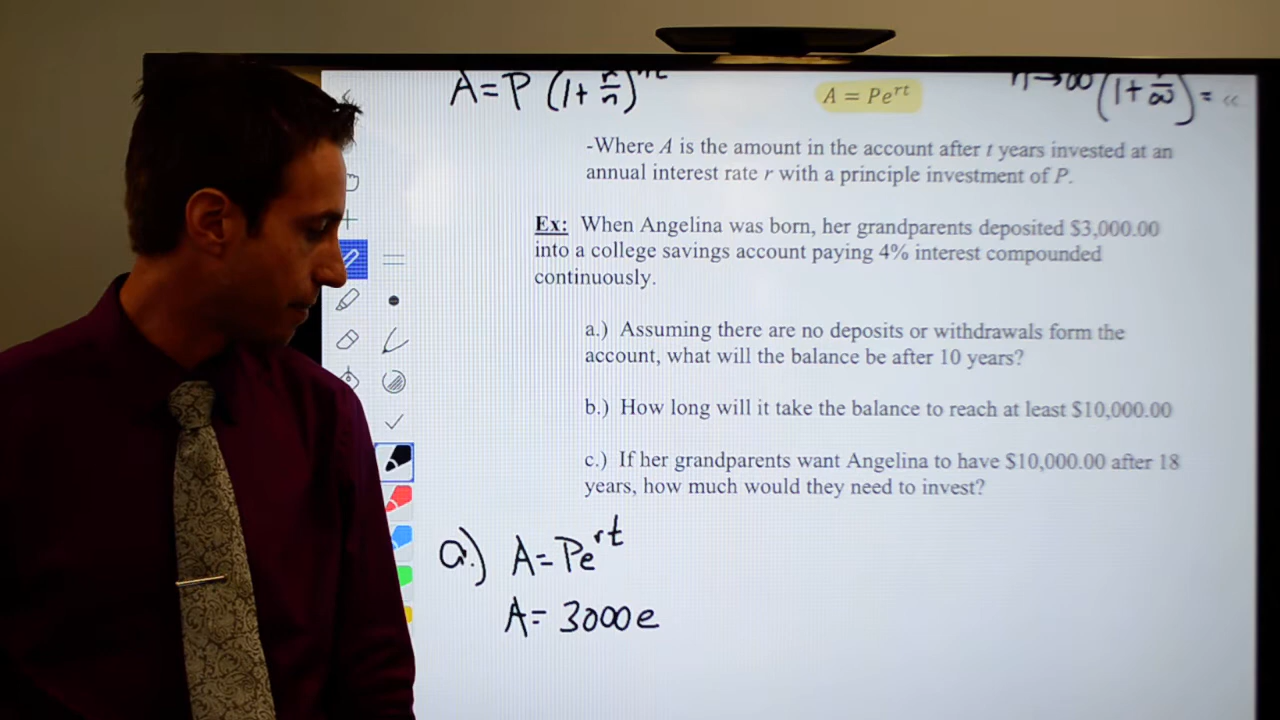 A=P(1+r/n)^nt A = Pe^rt n→∞ (1+r/∞)=
-Where A is the amount in the account after t years invested at an
annual interest rate r with a principle investment of P.
Ex: When Angelina was born, her grandparents deposited $3,000.00
into a college savings account paying 4% interest compounded
continuously.
a.) Assuming there are no deposits or withdrawals form the
account, what will the balance be after 10 years?
b.) How long will it take the balance to reach at least $10,000.00
c.) If her grandparents want Angelina to have $10,000.00 after 18
years, how much would they need to invest?
a.) A=Pe^rt
A= 3000e